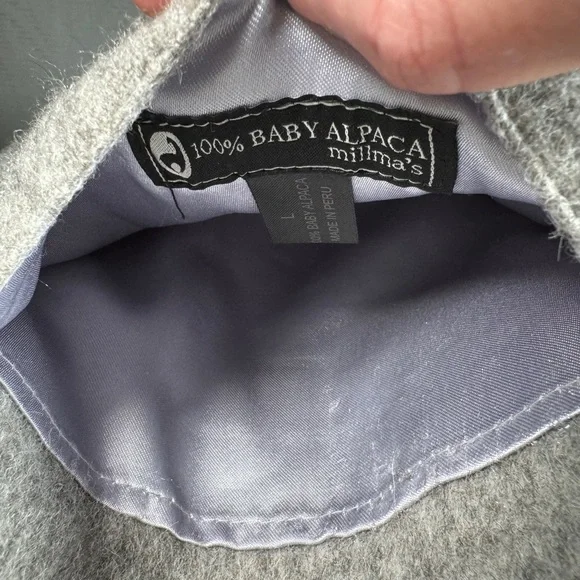 100% BABY ALPACA
millma's
L
100% BABY ALPACA
MADE IN PERU